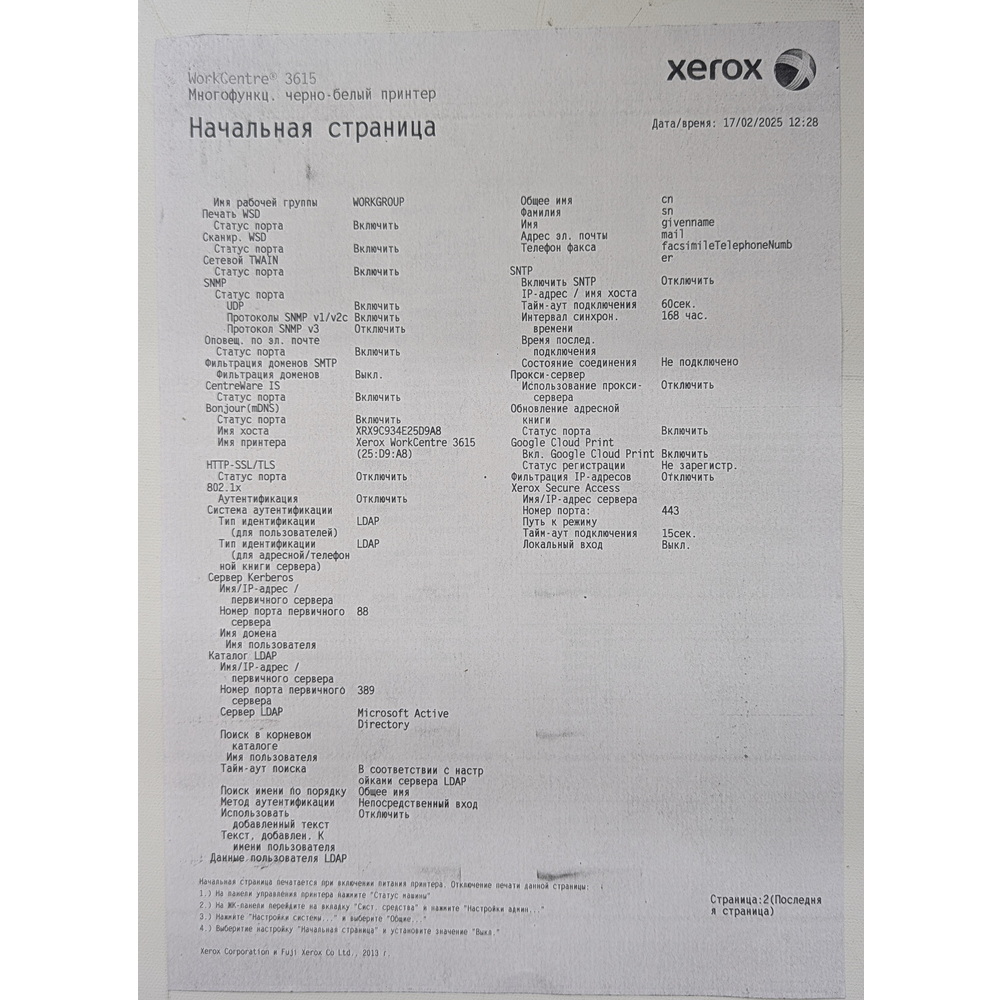 xerox
WorkCentre® 3615
Многофункц. черно-белый принтер
Начальная страница
Дата/время: 17/02/2025 12:28
Имя рабочей группы WORKGROUP
Печать WSD
Статус порта Включить
Сканир. WSD
Статус порта Включить
Сетевой TWAIN
Статус порта Включить
SNMP
Статус порта
UDP Включить
Протоколы SNMP v1/v2c Включить
Протокол SNMP v3 Отключить
Оповещ. по эл. почте
Статус порта Включить
Фильтрация доменов SMTP
Фильтрация доменов Выкл.
CentreWare IS
Статус порта Включить
Bonjour(mDNS)
Статус порта Включить
Имя хоста XRX9C934E25D9A8
Имя принтера Xerox WorkCentre 3615
(25:D9:A8)
HTTP-SSL/TLS
Статус порта Отключить
802.1x
Аутентификация Отключить
Система аутентификации
Тип идентификации LDAP
(для пользователей)
Тип идентификации LDAP
(для адресной/телефон
ной книги сервера)
Сервер Kerberos
Имя/IP-адрес /
первичного сервера
Номер порта первичного 88
сервера
Имя домена
Имя пользователя
Каталог LDAP
Имя/IP-адрес /
первичного сервера
Номер порта первичного 389
сервера
Сервер LDAP Microsoft Active
Directory
Поиск в корневом
каталоге
Имя пользователя
Тайм-аут поиска В соответствии с настр
ойками сервера LDAP
Поиск имени по порядку Общее имя
Метод аутентификации Непосредственный вход
Использовать Отключить
добавленный текст
Текст, добавлен. К
имени пользователя
Данные пользователя LDAP
Общее имя cn
Фамилия sn
Имя givenname
Адрес эл. почты mail
Телефон факса facsimileTelephoneNumb
er
SNTP
Включить SNTP Отключить
IP-адрес / имя хоста
Тайм-аут подключения 60сек.
Интервал синхрон. 168 час.
времени
Время послед.
подключения
Состояние соединения Не подключено
Прокси-сервер
Использование прокси- Отключить
сервера
Обновление адресной
книги
Статус порта Включить
Google Cloud Print
Вкл. Google Cloud Print Включить
Статус регистрации Не зарегистр.
Фильтрация IP-адресов Отключить
Xerox Secure Access
Имя/IP-адрес сервера
Номер порта: 443
Путь к режиму
Тайм-аут подключения 15сек.
Локальный вход Выкл.
Начальная страница печатается при включении питания принтера. Отключение печати данной страницы:
1.) На панели управления принтера нажмите "Статус машины"
2.) На ЖК-панели перейдите на вкладку "Сист. средства" и нажмите "Настройки админ..."
3.) Нажмите "Настройки системы..." и выберите "Общие..."
4.) Выберитие настройку "Начальная страница" и установите значение "Выкл."
Xerox Corporation и Fuji Xerox Co Ltd., 2013 г.
Страница:2(Последня
я страница)